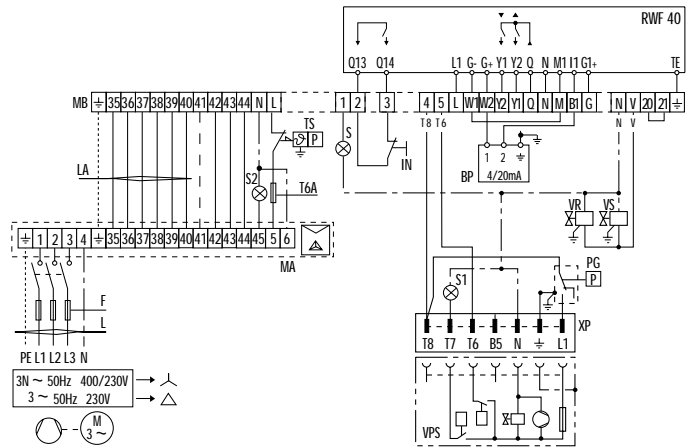 RWF 40
Q13 Q14 L1 G- G+ Y1 Y2 Q N M1 I1 G1+ TE
MB 35 36 37 38 39 40 41 42 43 44 N L 1 2 3 4 5 L W1 W2 Y2 Y1 Q N M B1 G N V 20 21
T8 T6 N V
TS
P
S
IN
1 2
BP
4/20mA
LA
S2
T6A
VR VS
1 2 3 4 35 36 37 38 39 40 41 42 43 44 45 5 6
MA
PG
P
S1
F
L
XP
T8 T7 T6 B5 N L1
PE L1 L2 L3 N
3N ~ 50Hz 400/230V
3 ~ 50Hz 230V
M
3 ~
VPS